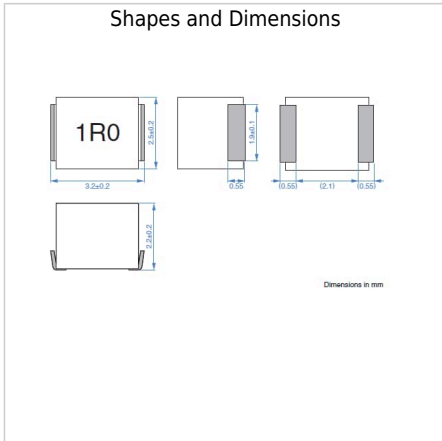 Shapes and Dimensions
1R0
2.5±0.2
3.2±0.2
1.9±0.1
0.55
(0.55)
(2.1)
(0.55)
2.2±0.2
Dimensions in mm